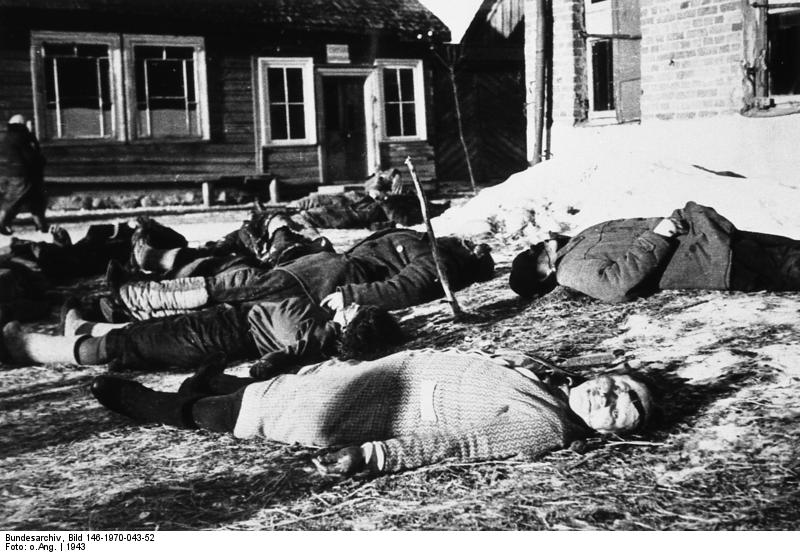 Bundesarchiv, Bild 146-1970-043-52
Foto: o.Ang. | 1943